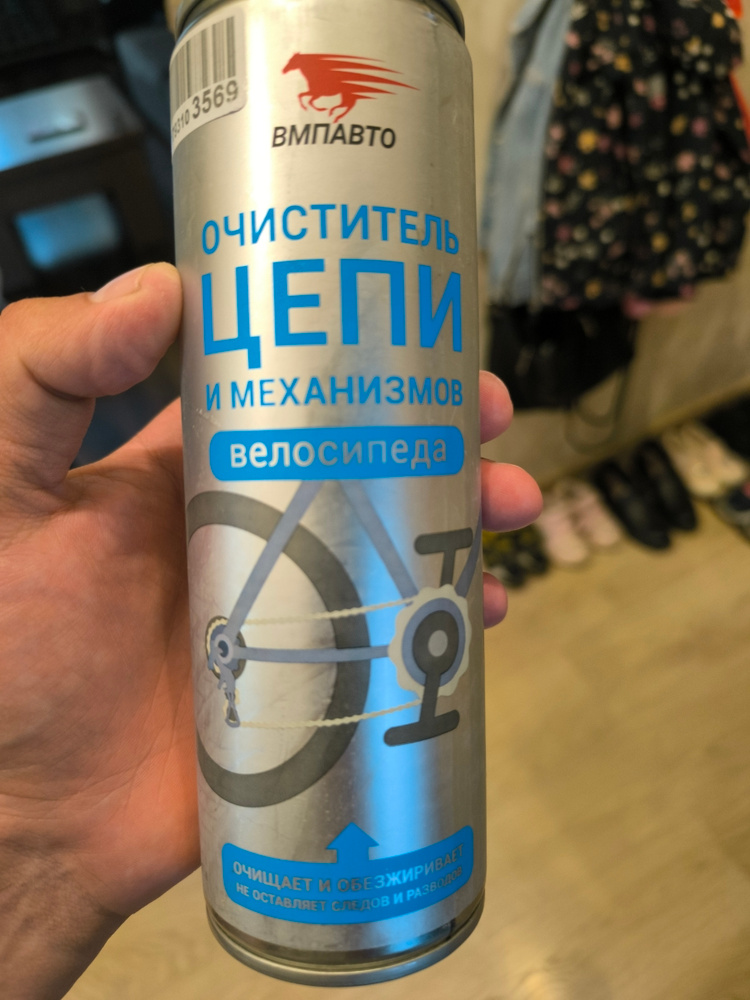 3569
ВМПАВТО
ОЧИСТИТЕЛЬ
ЦЕПИ
И МЕХАНИЗМОВ
велосипеда
ОЧИЩАЕТ И ОБЕЗЖИРИВАЕТ
НЕ ОСТАВЛЯЕТ СЛЕДОВ И РАЗВОДОВ